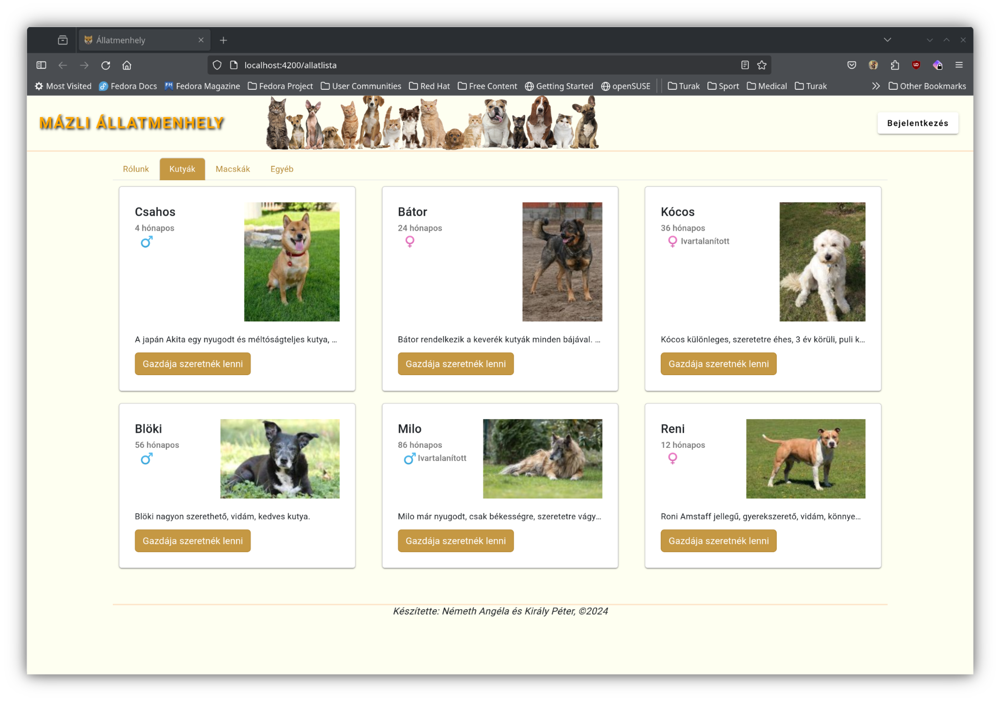 Állatmenhely
localhost:4200/allatlista
Most Visited Fedora Docs Fedora Magazine Fedora Project User Communities Red Hat Free Content Getting Started openSUSE Turak Sport Medical Turak Other Bookmarks
MÁZLI ÁLLATMENHELY
Bejelentkezés
Rólunk Kutyák Macskák Egyéb
Csahos
4 hónapos
A japán Akita egy nyugodt és méltóságteljes kutya, ...
Gazdája szeretnék lenni
Bátor
24 hónapos
Bátor rendelkezik a keverék kutyák minden bájával. ...
Gazdája szeretnék lenni
Kócos
36 hónapos
Ivartalanított
Kócos különleges, szeretetre éhes, 3 év körüli, puli k...
Gazdája szeretnék lenni
Blöki
56 hónapos
Blöki nagyon szerethető, vidám, kedves kutya.
Gazdája szeretnék lenni
Milo
86 hónapos
Ivartalanított
Milo már nyugodt, csak békességre, szeretetre vágy...
Gazdája szeretnék lenni
Reni
12 hónapos
Roni Amstaff jellegű, gyerekszerető, vidám, könnye...
Gazdája szeretnék lenni
Készítette: Németh Angéla és Király Péter, ©2024